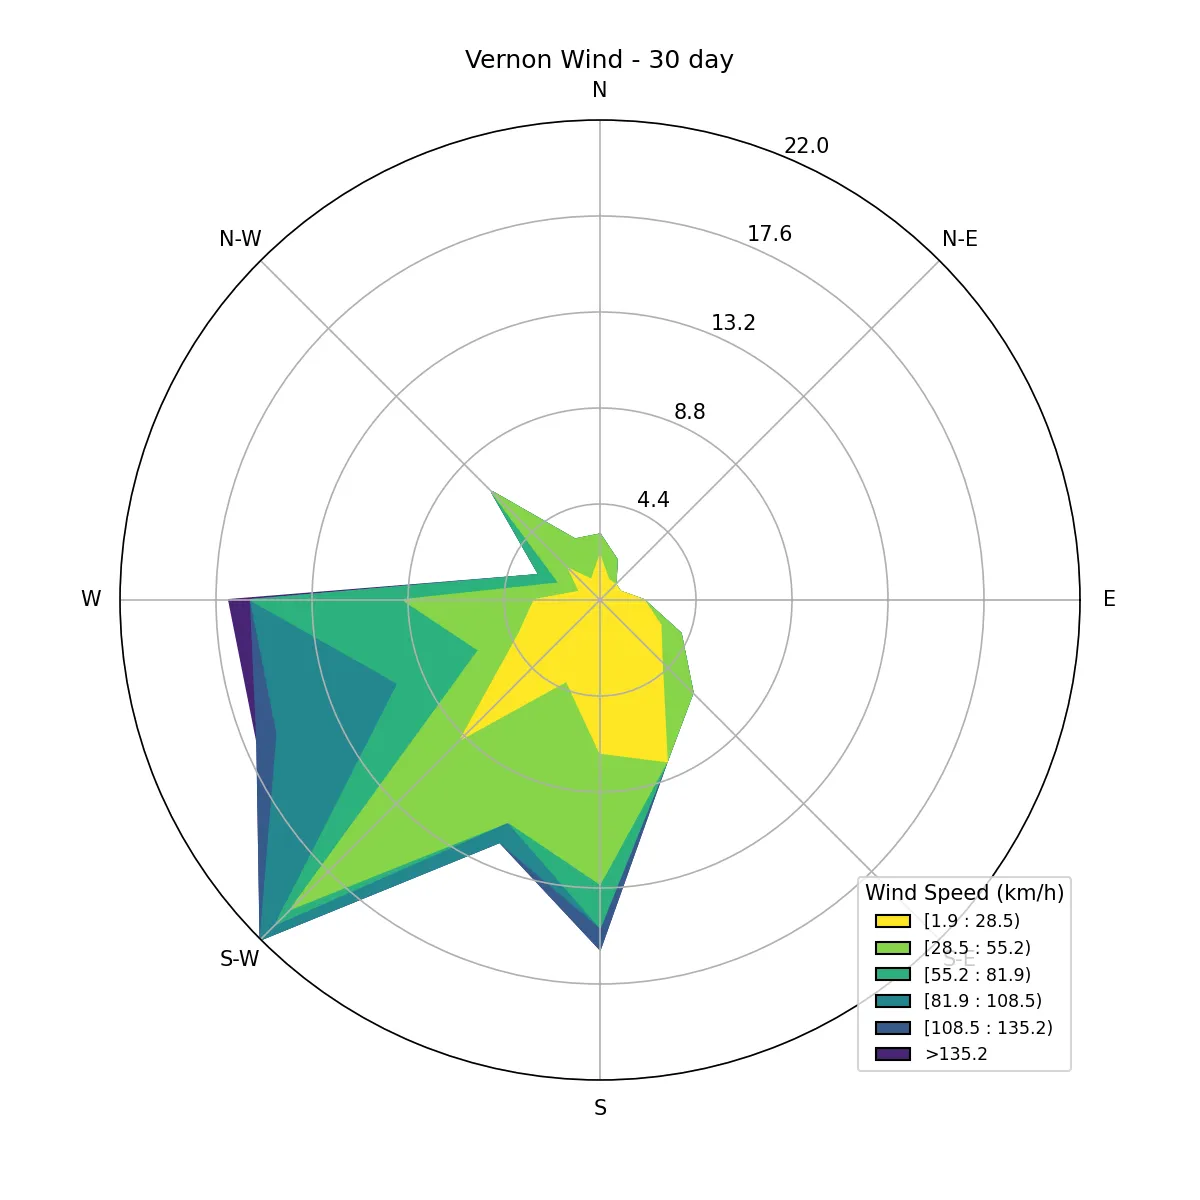 Vernon Wind - 30 day
N
22.0
N-W
17.6
N-E
13.2
8.8
4.4
W
E
Wind Speed (km/h)
[1.9 : 28.5)
[28.5 : 55.2)
S-W
S-E
[55.2 : 81.9)
[81.9 : 108.5)
[108.5 : 135.2)
>135.2
S